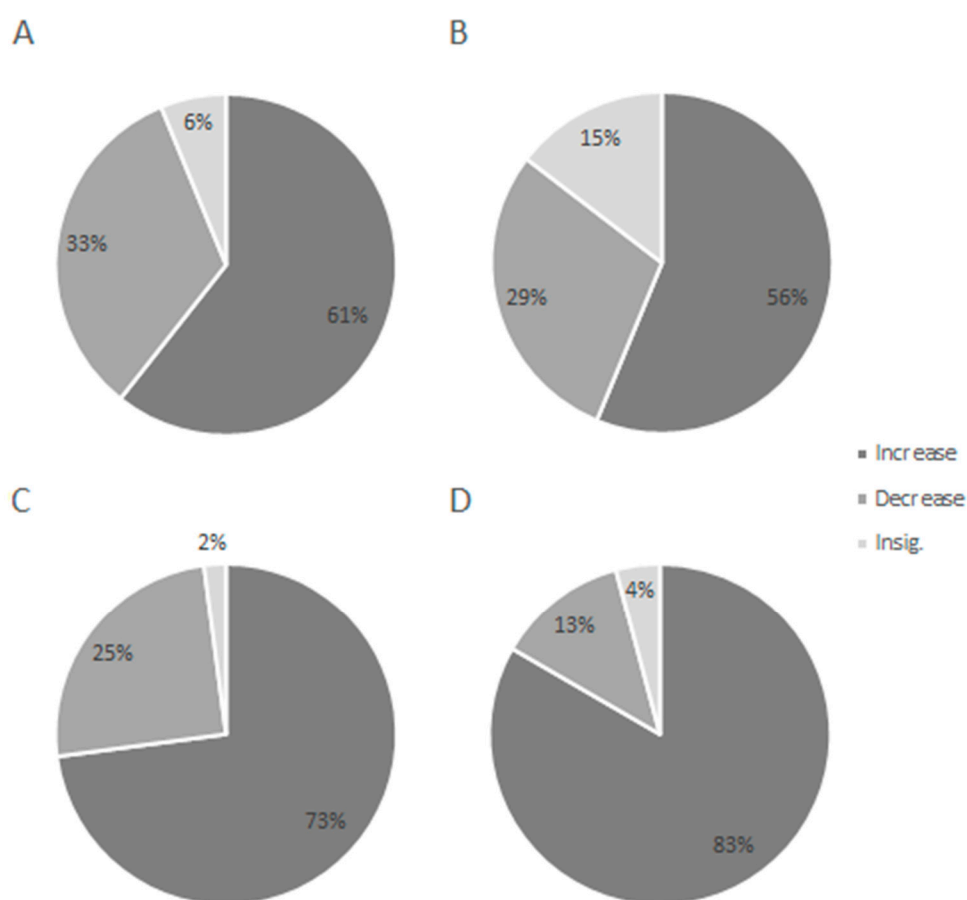 A
B
6%
15%
33%
29%
56%
61%
Increase
Decrease
Insig.
C
D
2%
4%
13%
25%
73%
83%